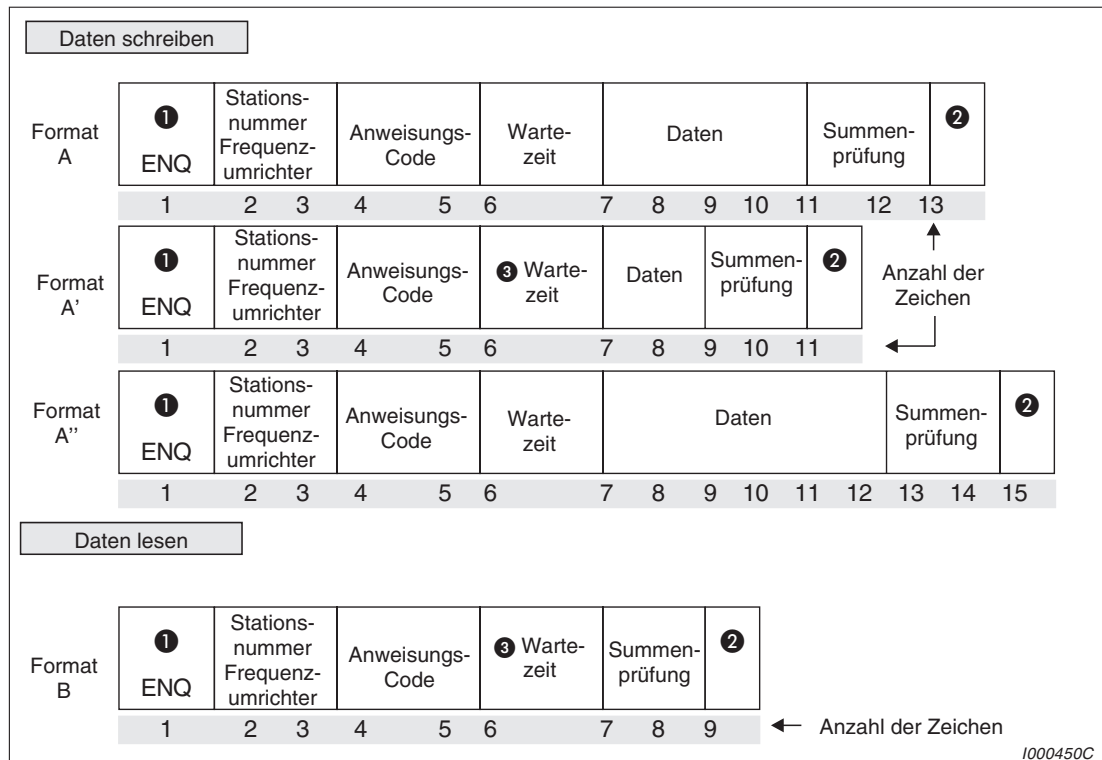 Daten schreiben
Format
A
❶
ENQ
Stations-
nummer
Frequenz-
umrichter
Anweisungs-
Code
Warte-
zeit
Daten
Summen-
prüfung
❷
1 2 3 4 5 6 7 8 9 10 11 12 13
Format
A'
❶
ENQ
Stations-
nummer
Frequenz-
umrichter
Anweisungs-
Code
❸ Warte-
zeit
Daten
Summen-
prüfung
❷
Anzahl der
Zeichen
1 2 3 4 5 6 7 8 9 10 11
Format
A''
❶
ENQ
Stations-
nummer
Frequenz-
umrichter
Anweisungs-
Code
Warte-
zeit
Daten
Summen-
prüfung
❷
1 2 3 4 5 6 7 8 9 10 11 12 13 14 15
Daten lesen
Format
B
❶
ENQ
Stations-
nummer
Frequenz-
umrichter
Anweisungs-
Code
❸ Warte-
zeit
Summen-
prüfung
❷
1 2 3 4 5 6 7 8 9
Anzahl der Zeichen
I000450C